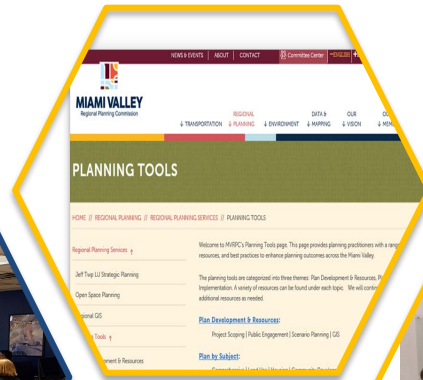 NEWS & EVENTS | ABOUT | CONTACT
Committee Center
ENGLISH
MIAMI VALLEY
Regional Planning Commission
↓ TRANSPORTATION
REGIONAL
↓ PLANNING
↓ ENVIRONMENT
DATA &
↓ MAPPING
OUR
↓ VISION
PLANNING TOOLS
HOME // REGIONAL PLANNING // REGIONAL PLANNING SERVICES // PLANNING TOOLS
Regional Planning Services ↑
Jeff Twp LU Strategic Planning
Open Space Planning
GIS
Tools ↑
& Resources
Welcome to MVRPC's Planning Tools page. This page provides planning practitioners with a
resources, and best practices to enhance planning outcomes across the Miami Valley.
The planning tools are categorized into three themes: Plan Development & Resources,
Implementation. A variety of resources can be found under each topic. We will
additional resources as needed.
Plan Development & Resources:
Project Scoping | Public Engagement | Scenario Planning | GIS
Plan by Subject: